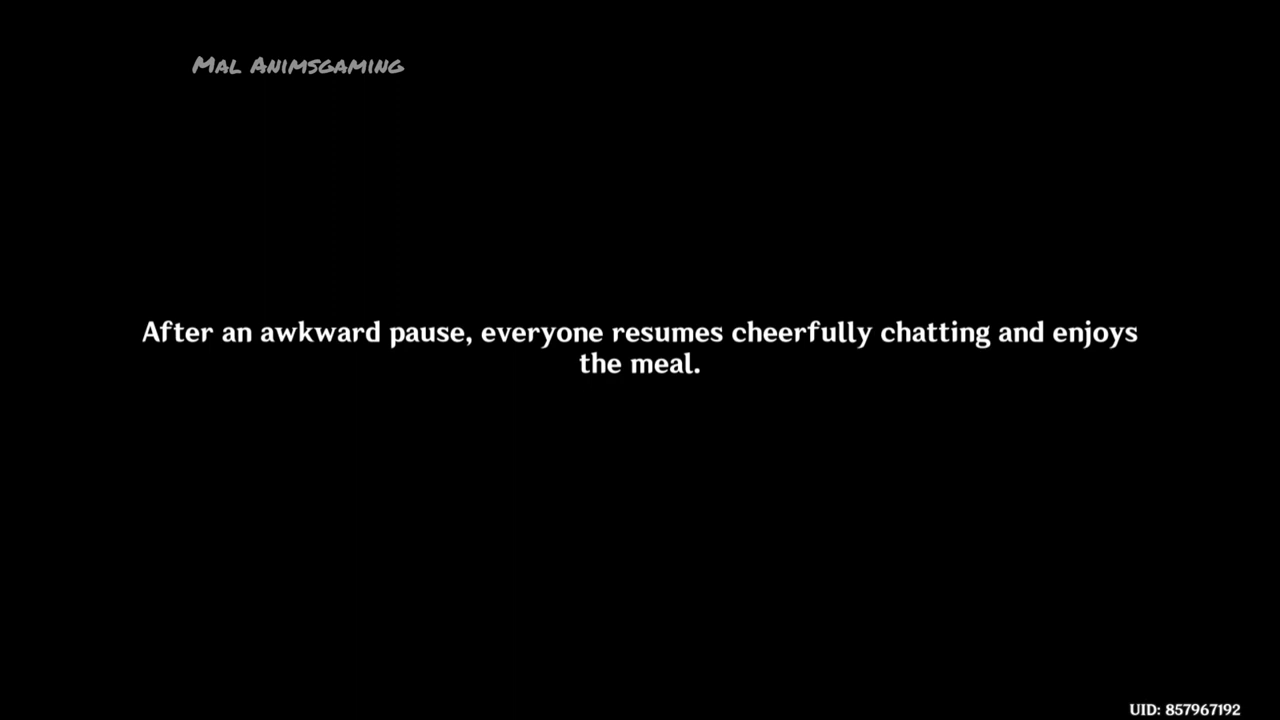 Mal Animsgaming
After an awkward pause, everyone resumes cheerfully chatting and enjoys
the meal.
UID: 857967192